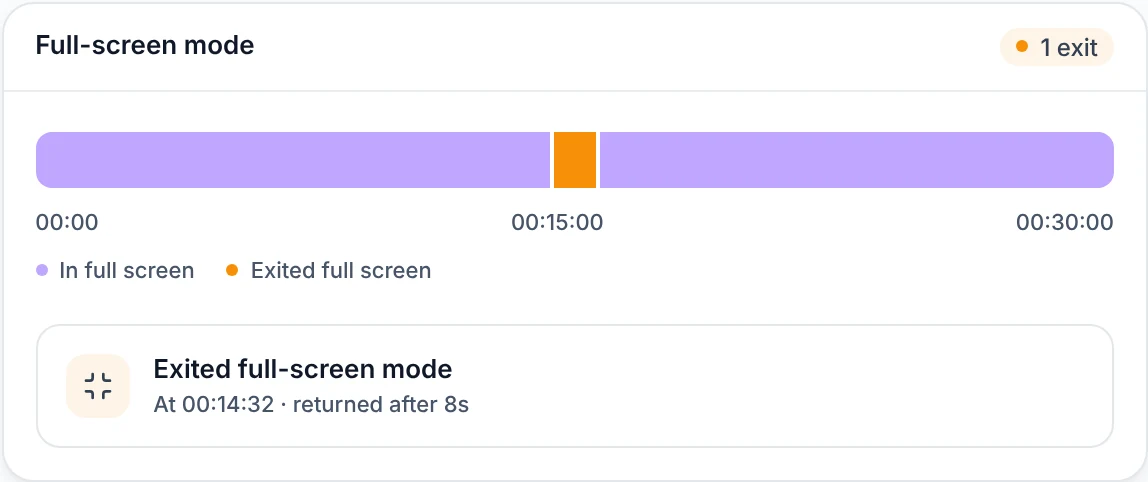 Full-screen mode
1 exit
00:00
00:15:00
00:30:00
In full screen
Exited full screen
Exited full-screen mode
At 00:14:32 · returned after 8s